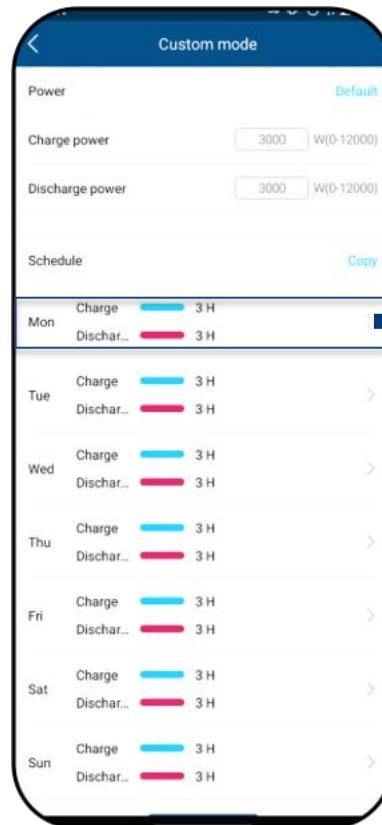 Custom mode
Power Default
Charge power 3000 W(0-12000)
Discharge power 3000 W(0-12000)
Schedule Copy
Charge 3 H
Mon
Dischar... 3 H
Charge 3 H
Tue
Dischar... 3 H
Charge 3 H
Wed
Dischar... 3 H
Charge 3 H
Thu
Dischar... 3 H
Charge 3 H
Fri
Dischar... 3 H
Charge 3 H
Sat
Dischar... 3 H
Charge 3 H
Sun
Dischar... 3 H